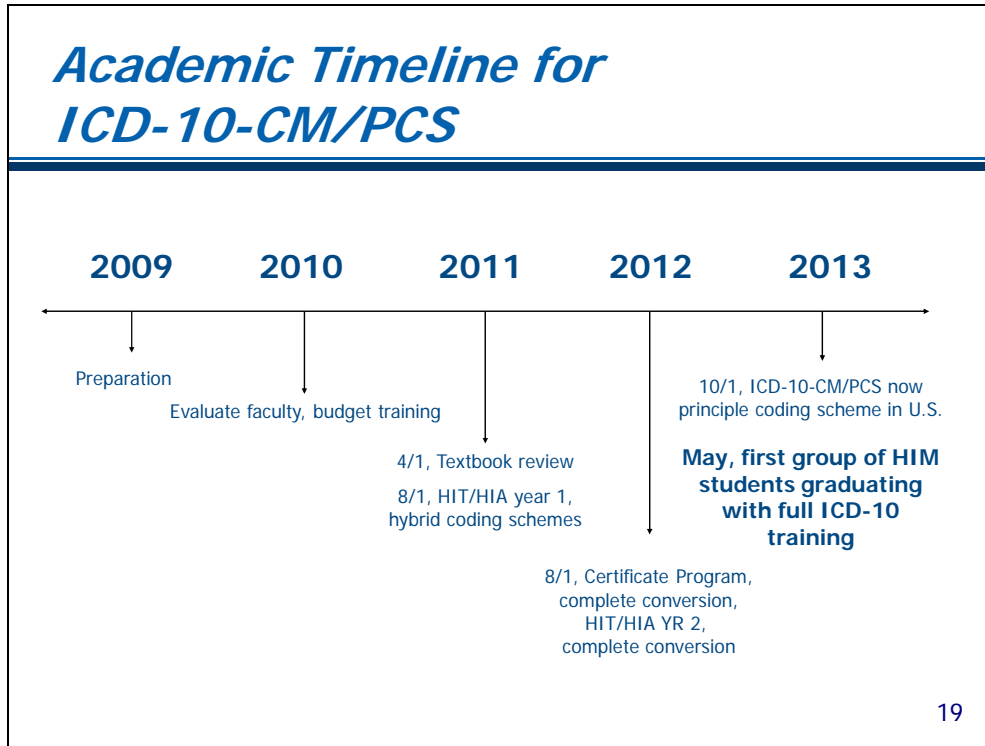 Academic Timeline for
ICD-10-CM/PCS
2009
2010
2011
2012
2013
Preparation
Evaluate faculty, budget training
4/1, Textbook review
8/1, HIT/HIA year 1,
hybrid coding schemes
8/1, Certificate Program,
complete conversion,
HIT/HIA YR 2,
complete conversion
10/1, ICD-10-CM/PCS now
principle coding scheme in U.S.
May, first group of HIM
students graduating
with full ICD-10
training
19